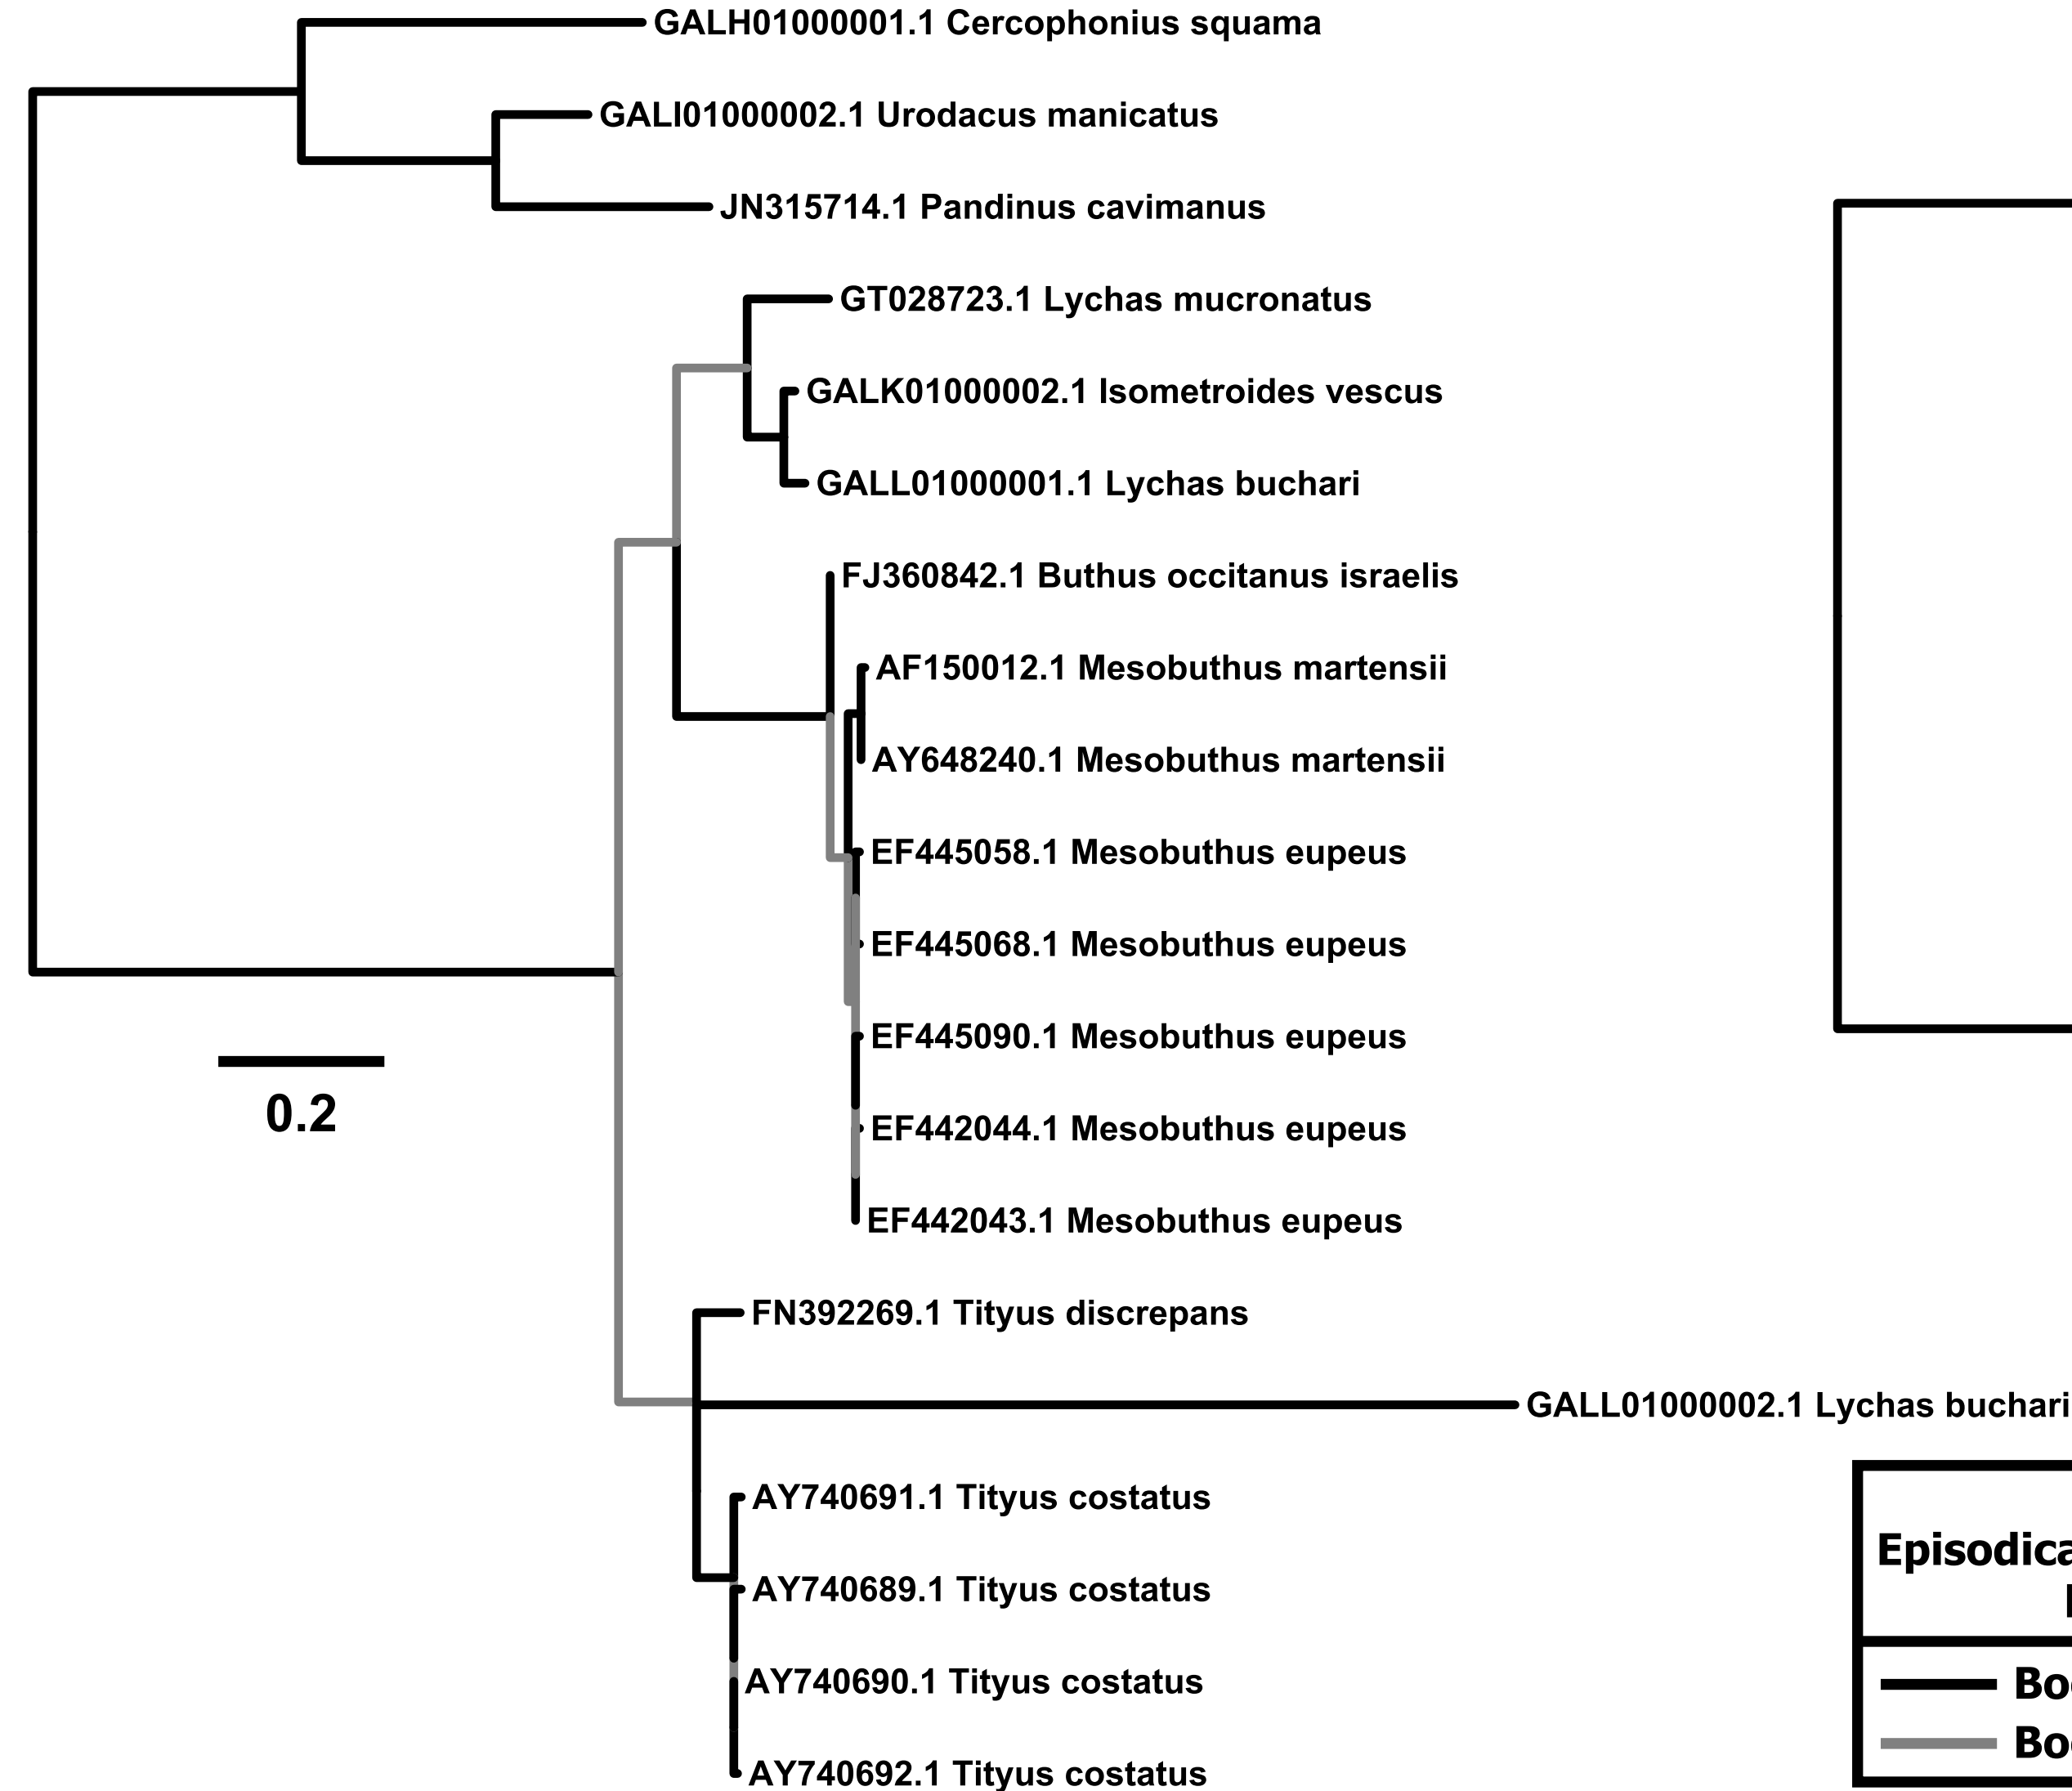 GALH01000001.1 Cercophonius squama
GALI01000002.1 Urodacus manicatus
JN315714.1 Pandinus cavimanus
GT028723.1 Lychas mucronatus
GALK01000002.1 Isometroides vescus
GALL01000001.1 Lychas buchari
FJ360842.1 Buthus occitanus israelis
AF150012.1 Mesobuthus martensii
AY648240.1 Mesobuthus martensii
EF445058.1 Mesobuthus eupeus
EF445068.1 Mesobuthus eupeus
EF445090.1 Mesobuthus eupeus
0.2
EF442044.1 Mesobuthus eupeus
EF442043.1 Mesobuthus eupeus
FN392269.1 Tityus discrepans
GALL01000002.1 Lychas buchari
AY740691.1 Tityus costatus
AY740689.1 Tityus costatus
AY740690.1 Tityus costatus
AY740692.1 Tityus costatus